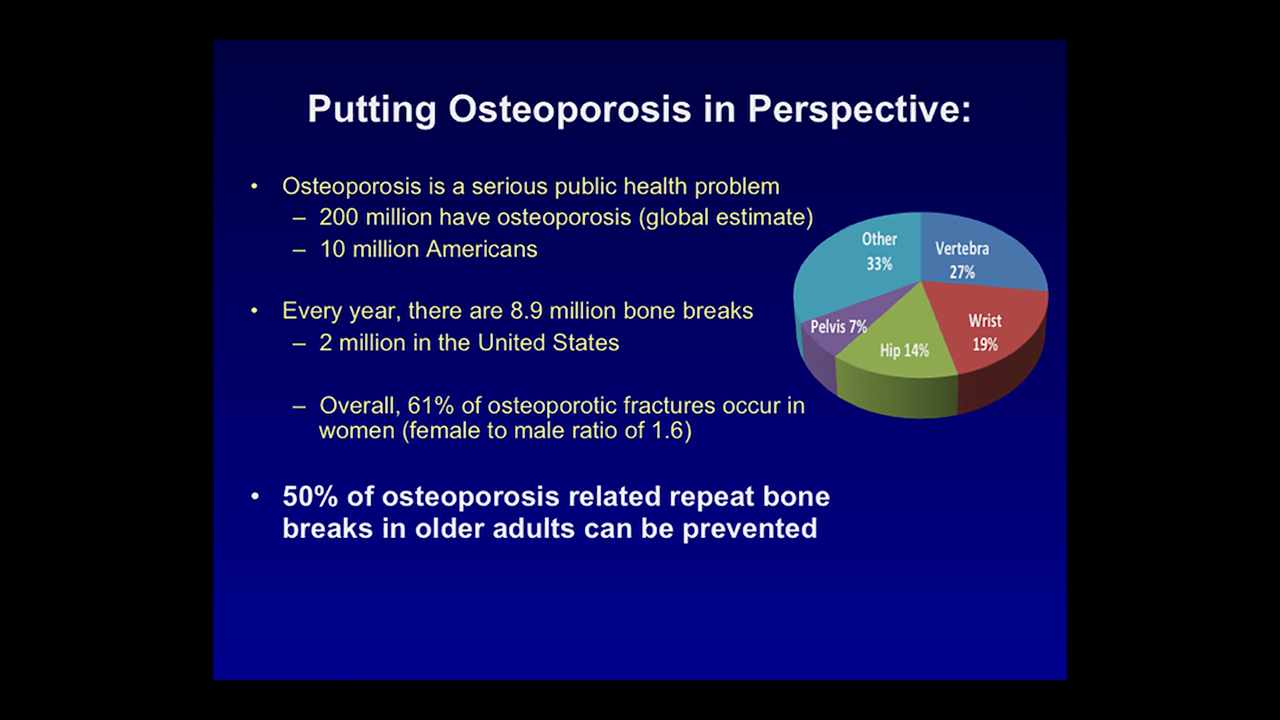 Putting Osteoporosis in Perspective:
• Osteoporosis is a serious public health problem
– 200 million have osteoporosis (global estimate)
– 10 million Americans
• Every year, there are 8.9 million bone breaks
– 2 million in the United States
– Overall, 61% of osteoporotic fractures occur in
women (female to male ratio of 1.6)
• 50% of osteoporosis related repeat bone
breaks in older adults can be prevented
Other
33%
Vertebra
27%
Pelvis 7%
Hip 14%
Wrist
19%